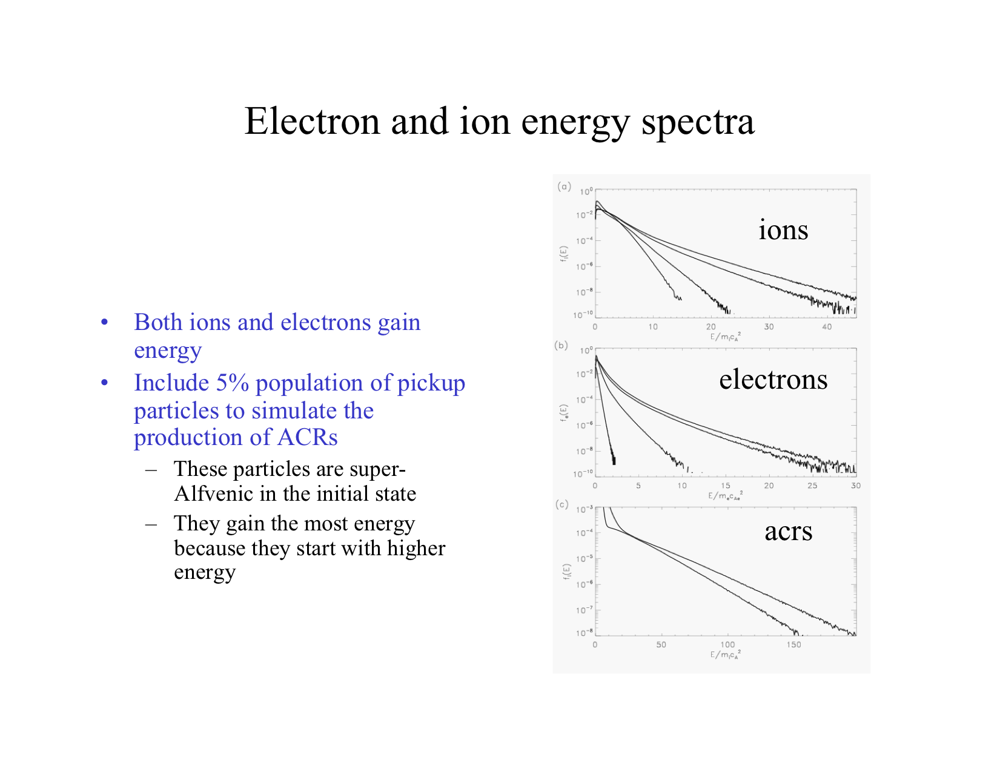 Electron and ion energy spectra
• Both ions and electrons gain
energy
• Include 5% population of pickup
particles to simulate the
production of ACRs
– These particles are super-
Alfvenic in the initial state
– They gain the most energy
because they start with higher
energy
(a)
ions
f_i(E)
10^0
10^-2
10^-4
10^-6
10^-8
10^-10
0 10 20 30 40
E/m_i c_A^2
(b)
electrons
f_e(E)
10^0
10^-2
10^-4
10^-6
10^-8
10^-10
0 5 10 15 20 25 30
E/m_e c_Ae^2
(c)
acrs
f_i(E)
10^-3
10^-4
10^-5
10^-6
10^-7
10^-8
0 50 100 150
E/m_i c_A^2